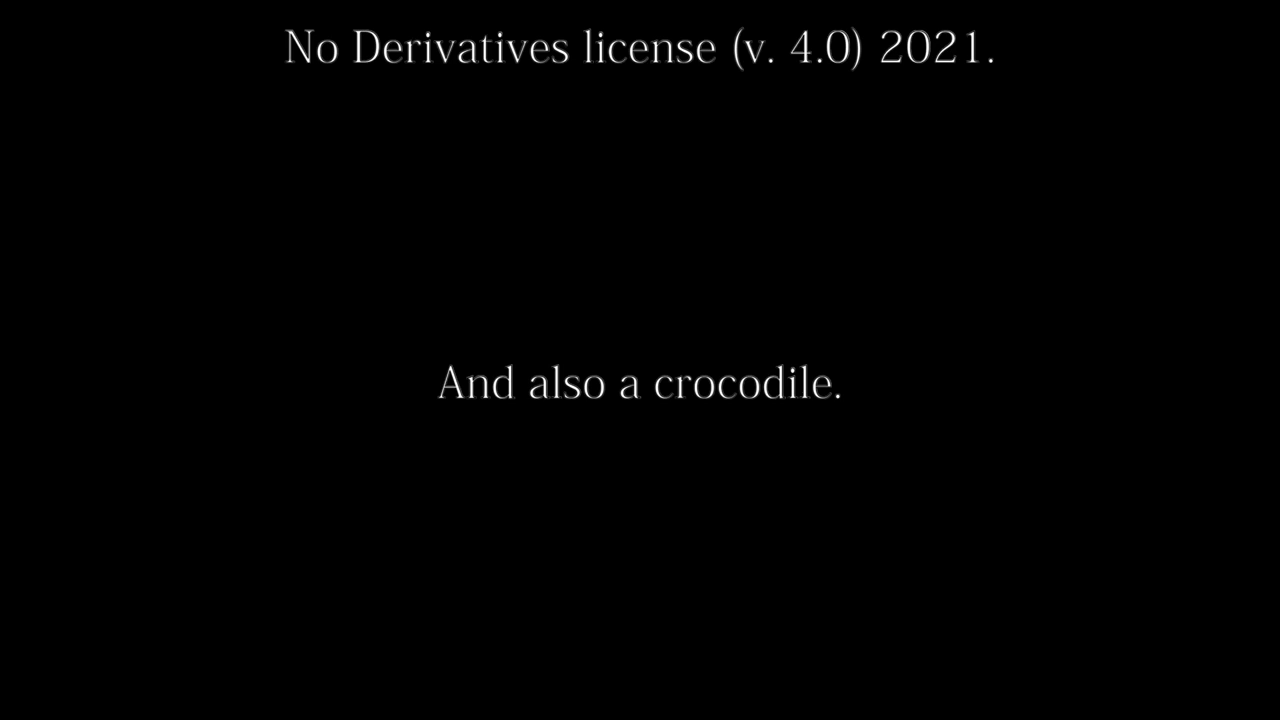 No Derivatives license (v. 4.0) 2021.
And also a crocodile.